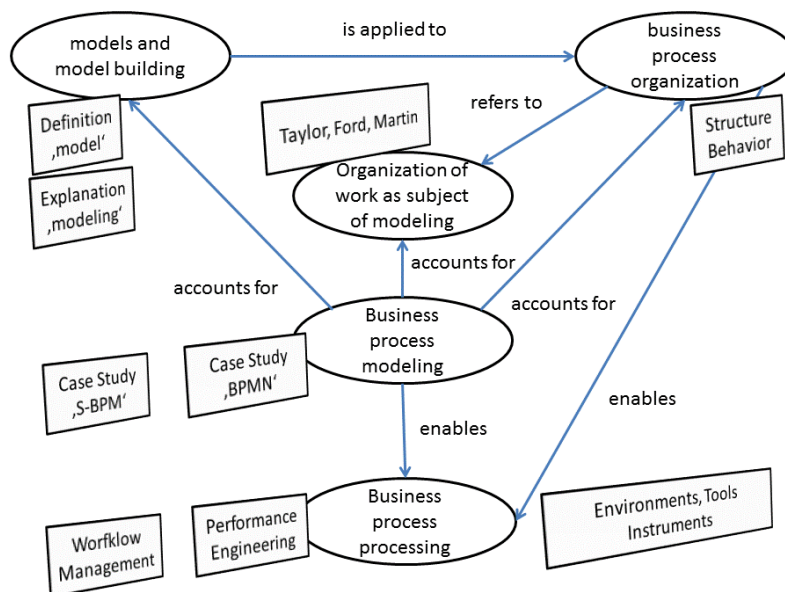 models and
model building
is applied to
business
process
organization
Definition
‚model‘
Explanation
‚modeling‘
Taylor, Ford, Martin
refers to
Structure
Behavior
Organization of
work as subject
of modeling
accounts for
accounts for
accounts for
Business
process
modeling
Case Study
‚S-BPM‘
Case Study
‚BPMN‘
enables
enables
Business
process
processing
Worfklow
Management
Performance
Engineering
Environments, Tools
Instruments